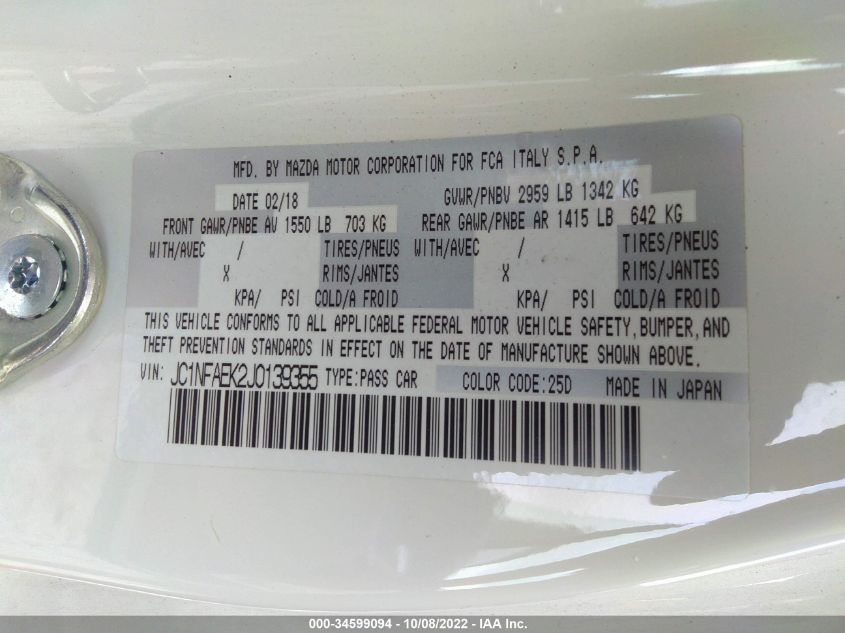 MFD. BY MAZDA MOTOR CORPORATION FOR FCA ITALY S.P.A.
DATE 02/18 GVWR/PNBV 2959 LB 1342 KG
FRONT GAWR/PNBE AV 1550 LB 703 KG REAR GAWR/PNBE AR 1415 LB 642 KG
WITH/AVEC / TIRES/PNEUS WITH/AVEC / TIRES/PNEUS
X RIMS/JANTES X RIMS/JANTES
KPA/ PSI COLD/A FROID KPA/ PSI COLD/A FROID
THIS VEHICLE CONFORMS TO ALL APPLICABLE FEDERAL MOTOR VEHICLE SAFETY, BUMPER, AND
THEFT PREVENTION STANDARDS IN EFFECT ON THE DATE OF MANUFACTURE SHOWN ABOVE.
VIN: JC1NFAEK2J0139355 TYPE:PASS CAR COLOR CODE:25D MADE IN JAPAN
000-34599094 - 10/08/2022 - IAA Inc.